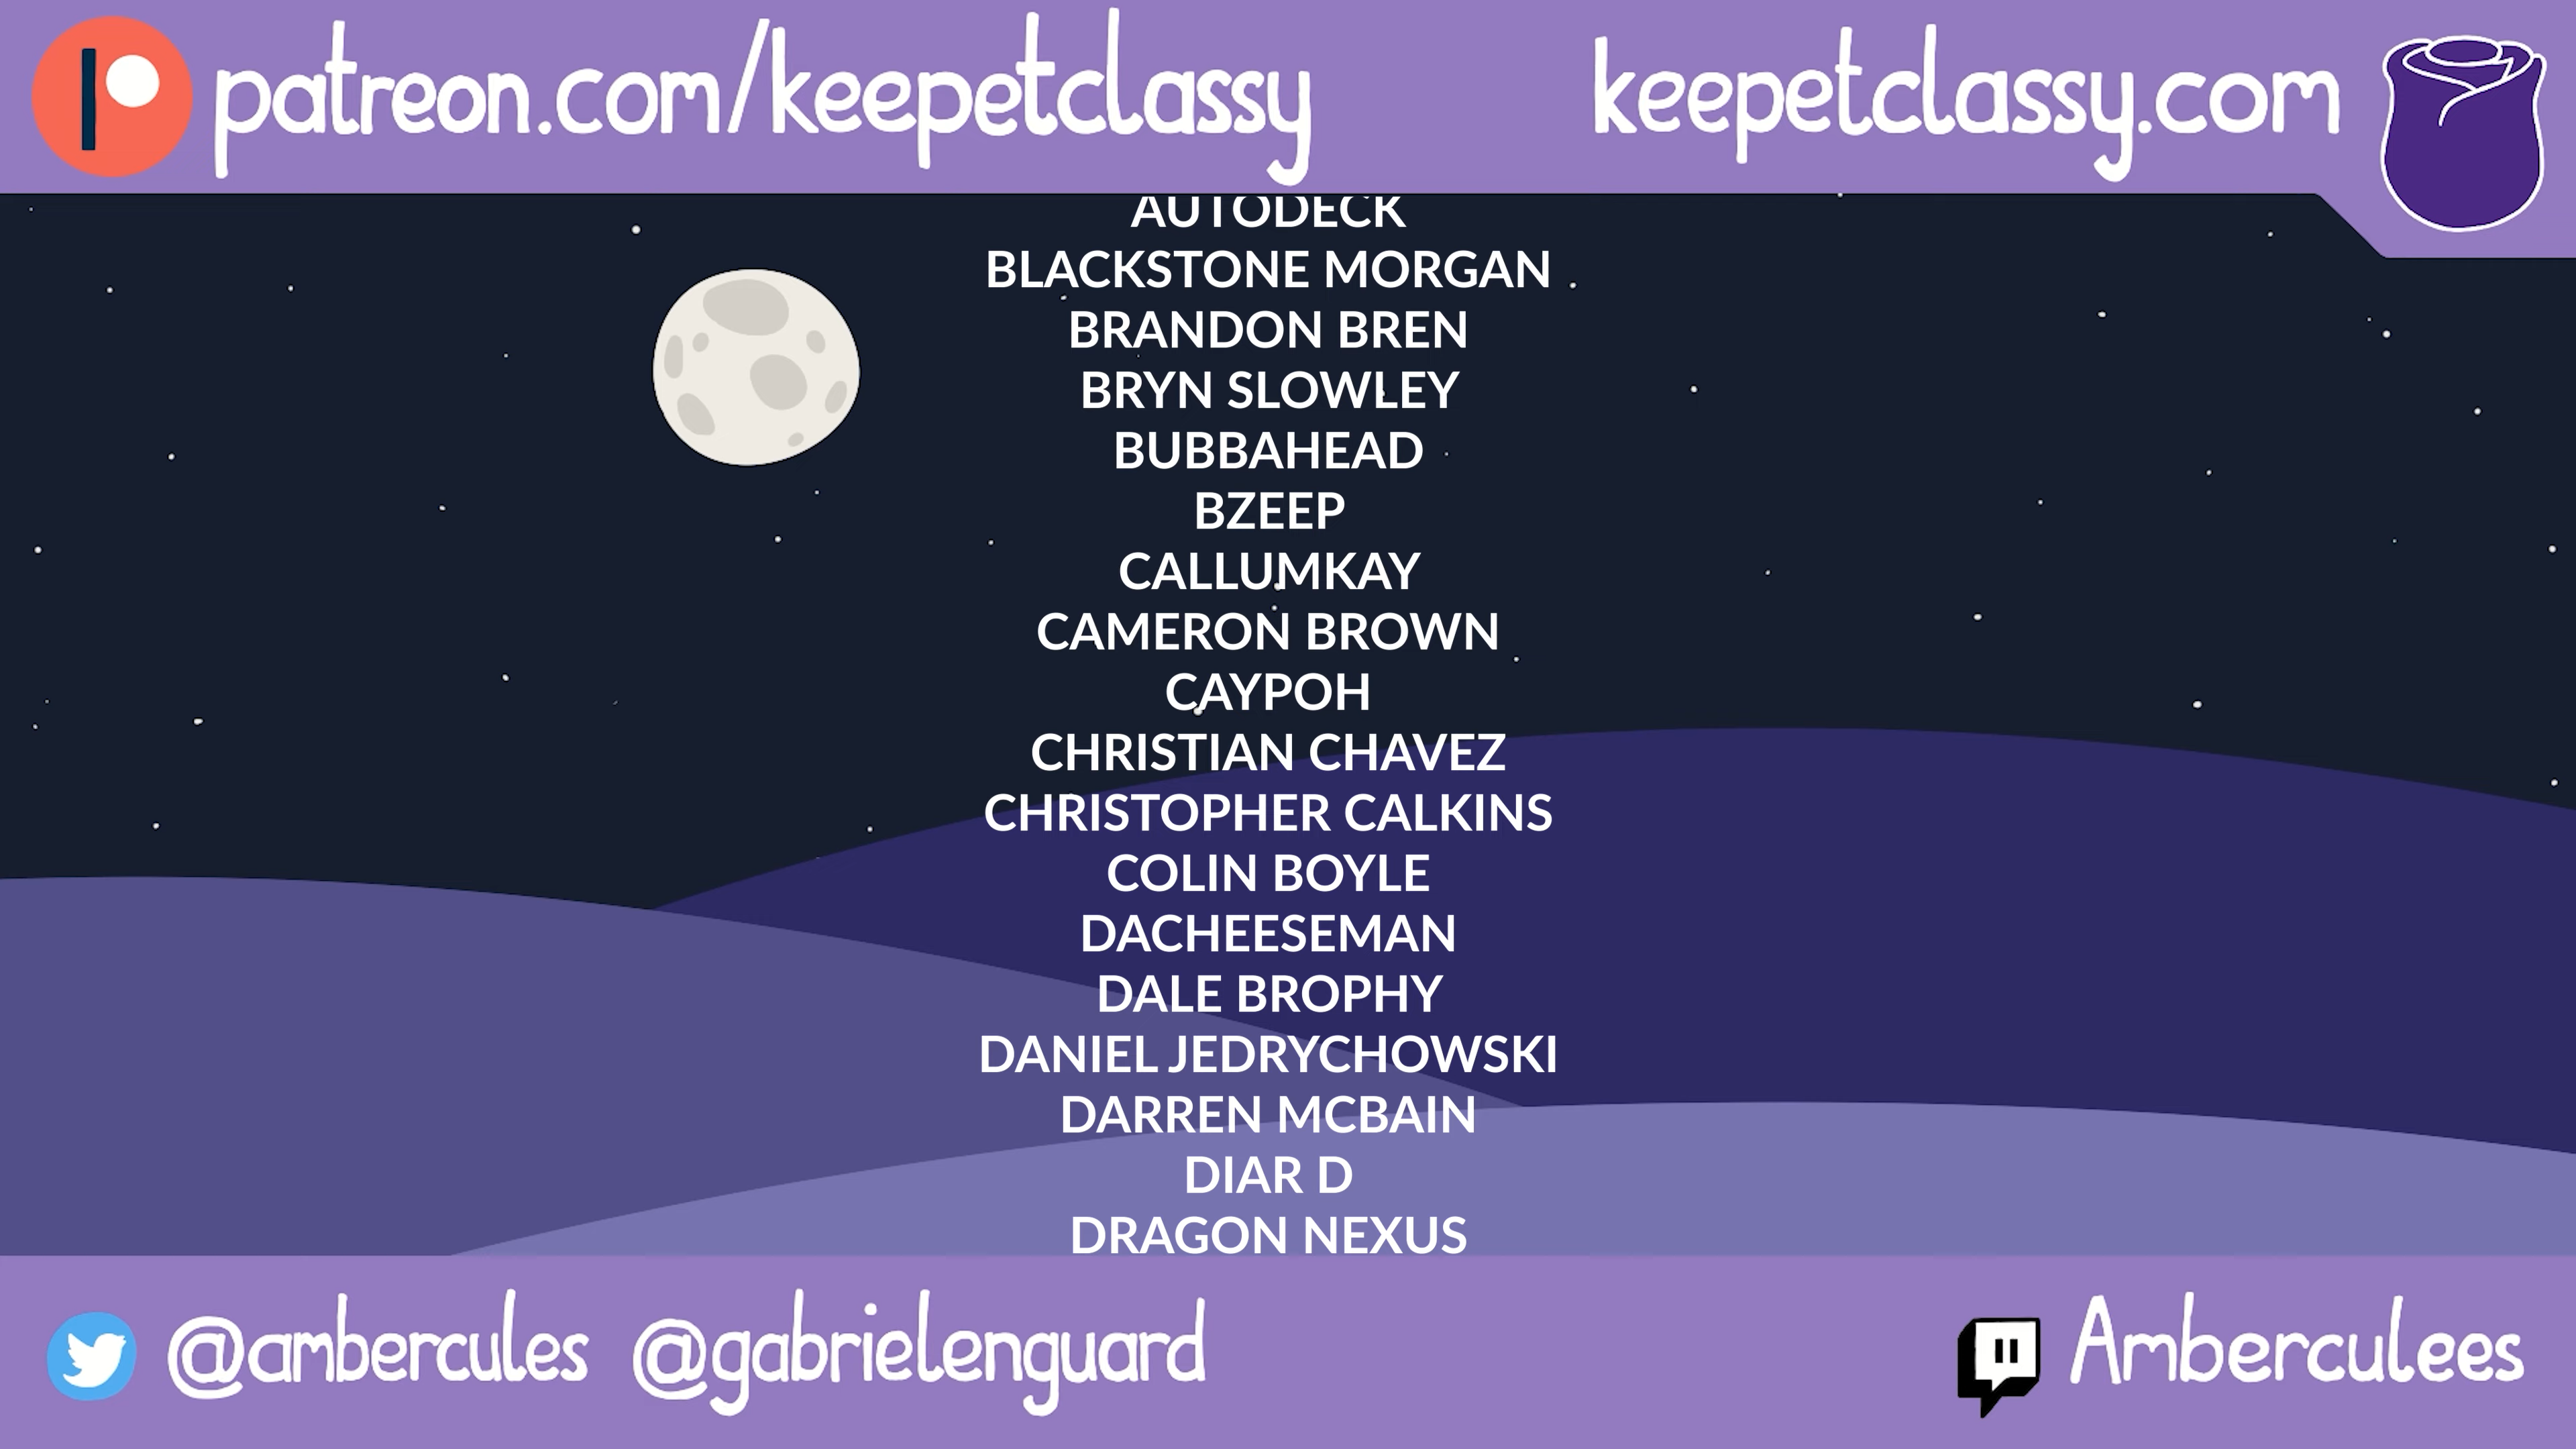 patreon.com/keepetclassy
keepetclassy.com
AUTODECK
BLACKSTONE MORGAN
BRANDON BREN
BRYN SLOWLEY
BUBBAHEAD
BZEEP
CALLUMKAY
CAMERON BROWN
CAYPOH
CHRISTIAN CHAVEZ
CHRISTOPHER CALKINS
COLIN BOYLE
DACHEESEMAN
DALE BROPHY
DANIEL JEDRYCHOWSKI
DARREN MCBAIN
DIAR D
DRAGON NEXUS
@ambercules @gabrielenguard
Amberculees